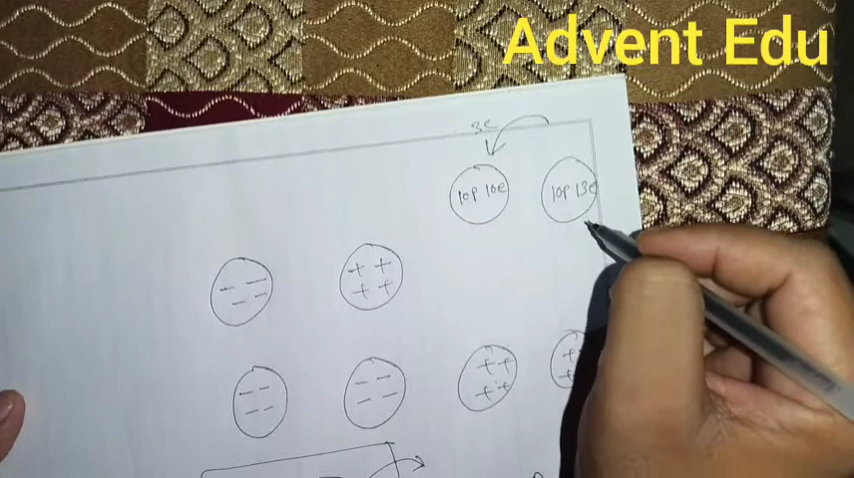 Advent Edu
3e
10p 10e 10p 13e
- - + +
- - + +
- - - - + + +
- - - - + + +